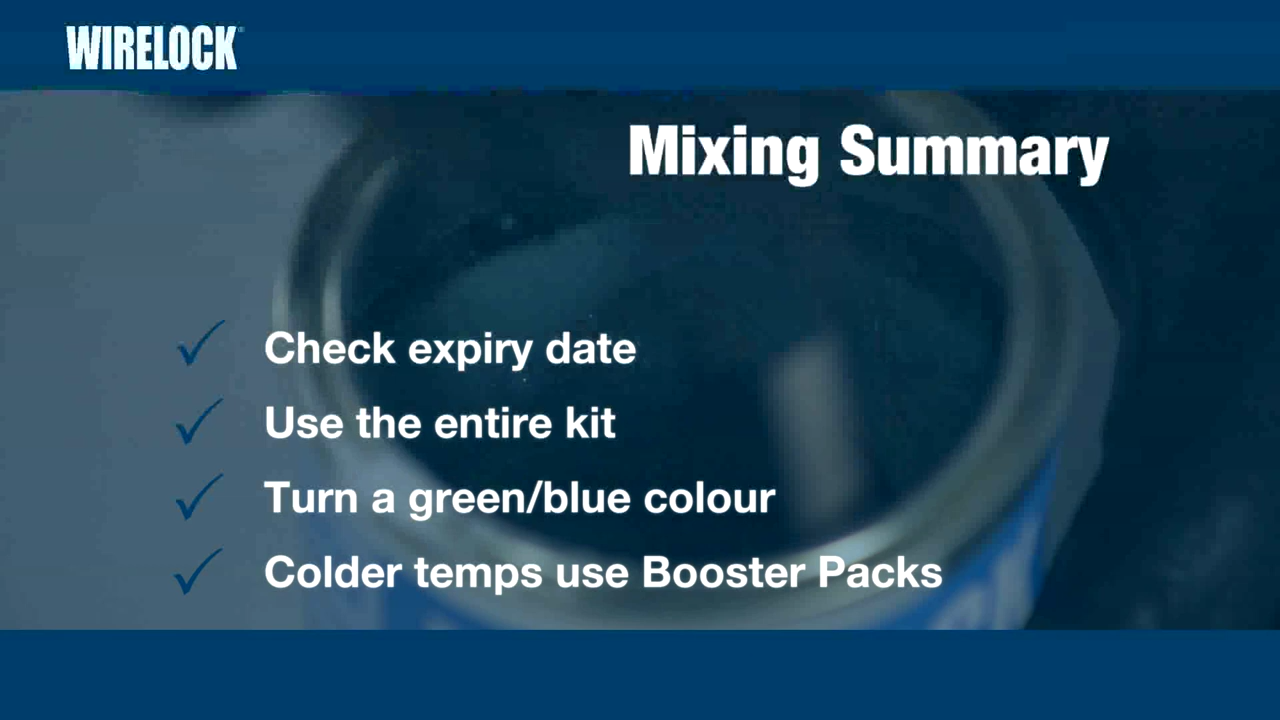 WIRELOCK®
Mixing Summary
✓ Check expiry date
✓ Use the entire kit
✓ Turn a green/blue colour
✓ Colder temps use Booster Packs